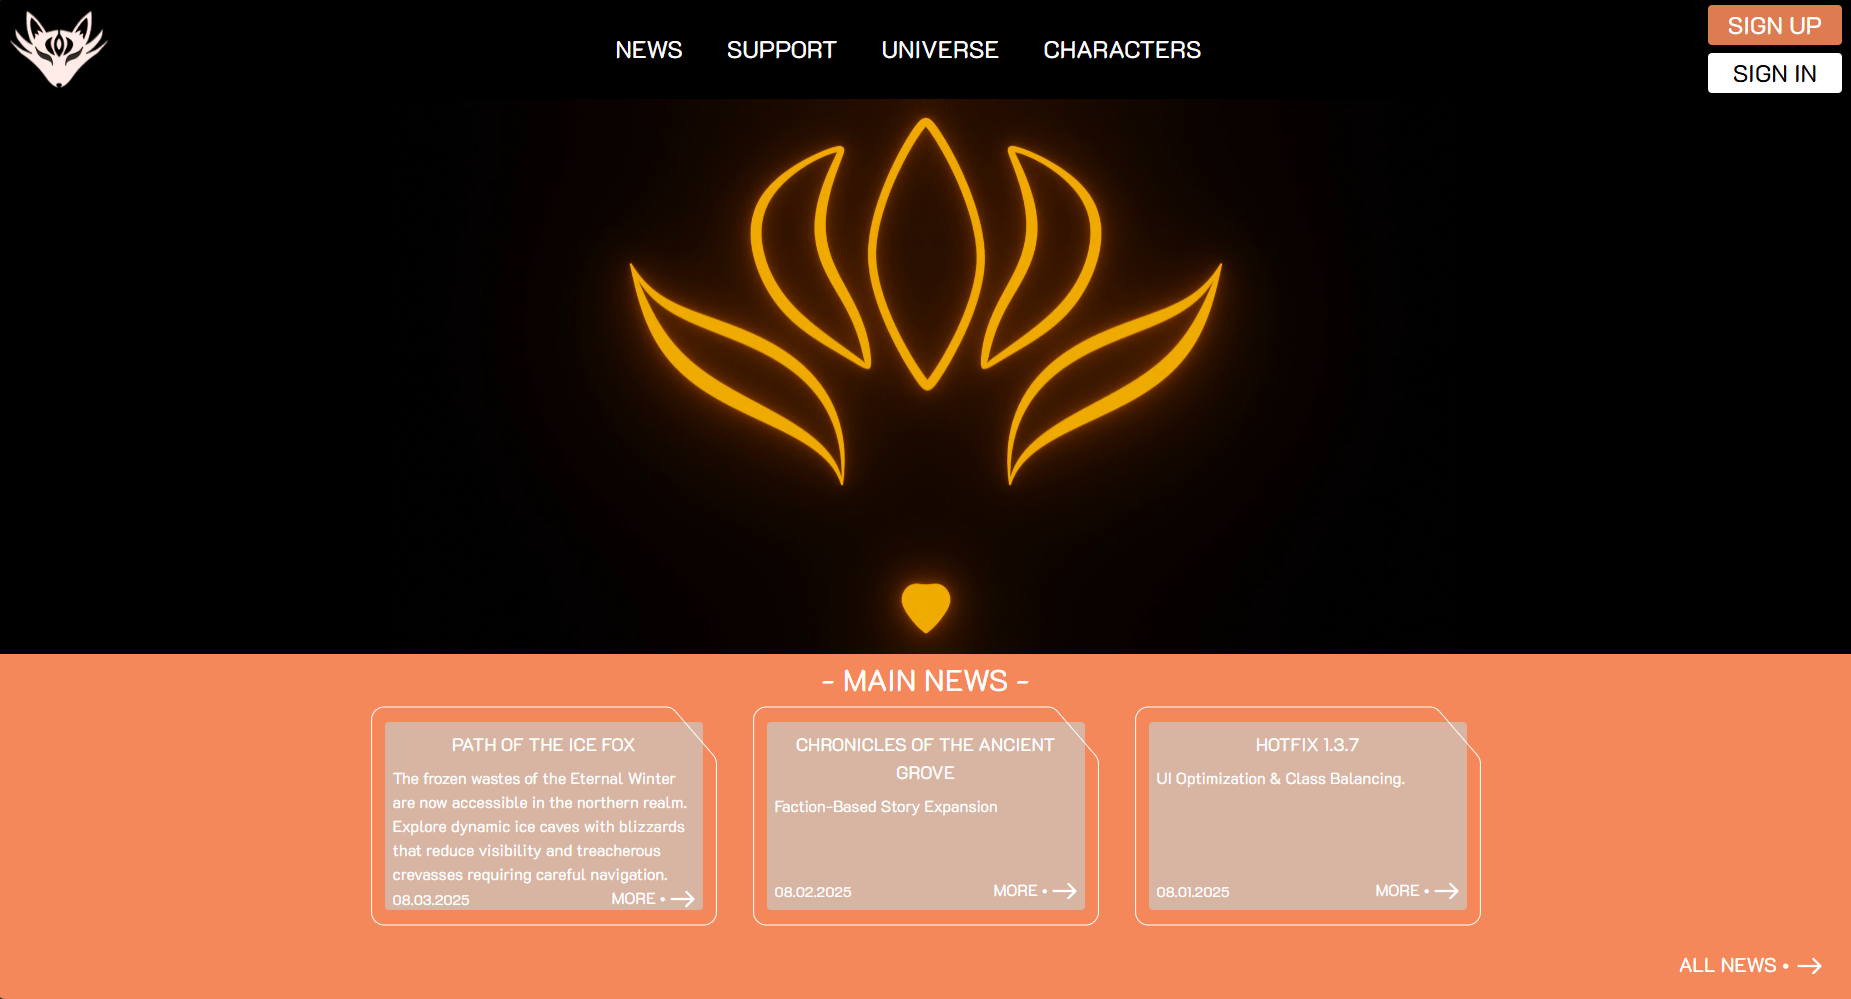 NEWS SUPPORT UNIVERSE CHARACTERS
SIGN UP
SIGN IN
- MAIN NEWS -
PATH OF THE ICE FOX
The frozen wastes of the Eternal Winter
are now accessible in the northern realm.
Explore dynamic ice caves with blizzards
that reduce visibility and treacherous
crevasses requiring careful navigation.
08.03.2025 MORE •
CHRONICLES OF THE ANCIENT
GROVE
Faction-Based Story Expansion
08.02.2025 MORE •
HOTFIX 1.3.7
UI Optimization & Class Balancing.
08.01.2025 MORE •
ALL NEWS •